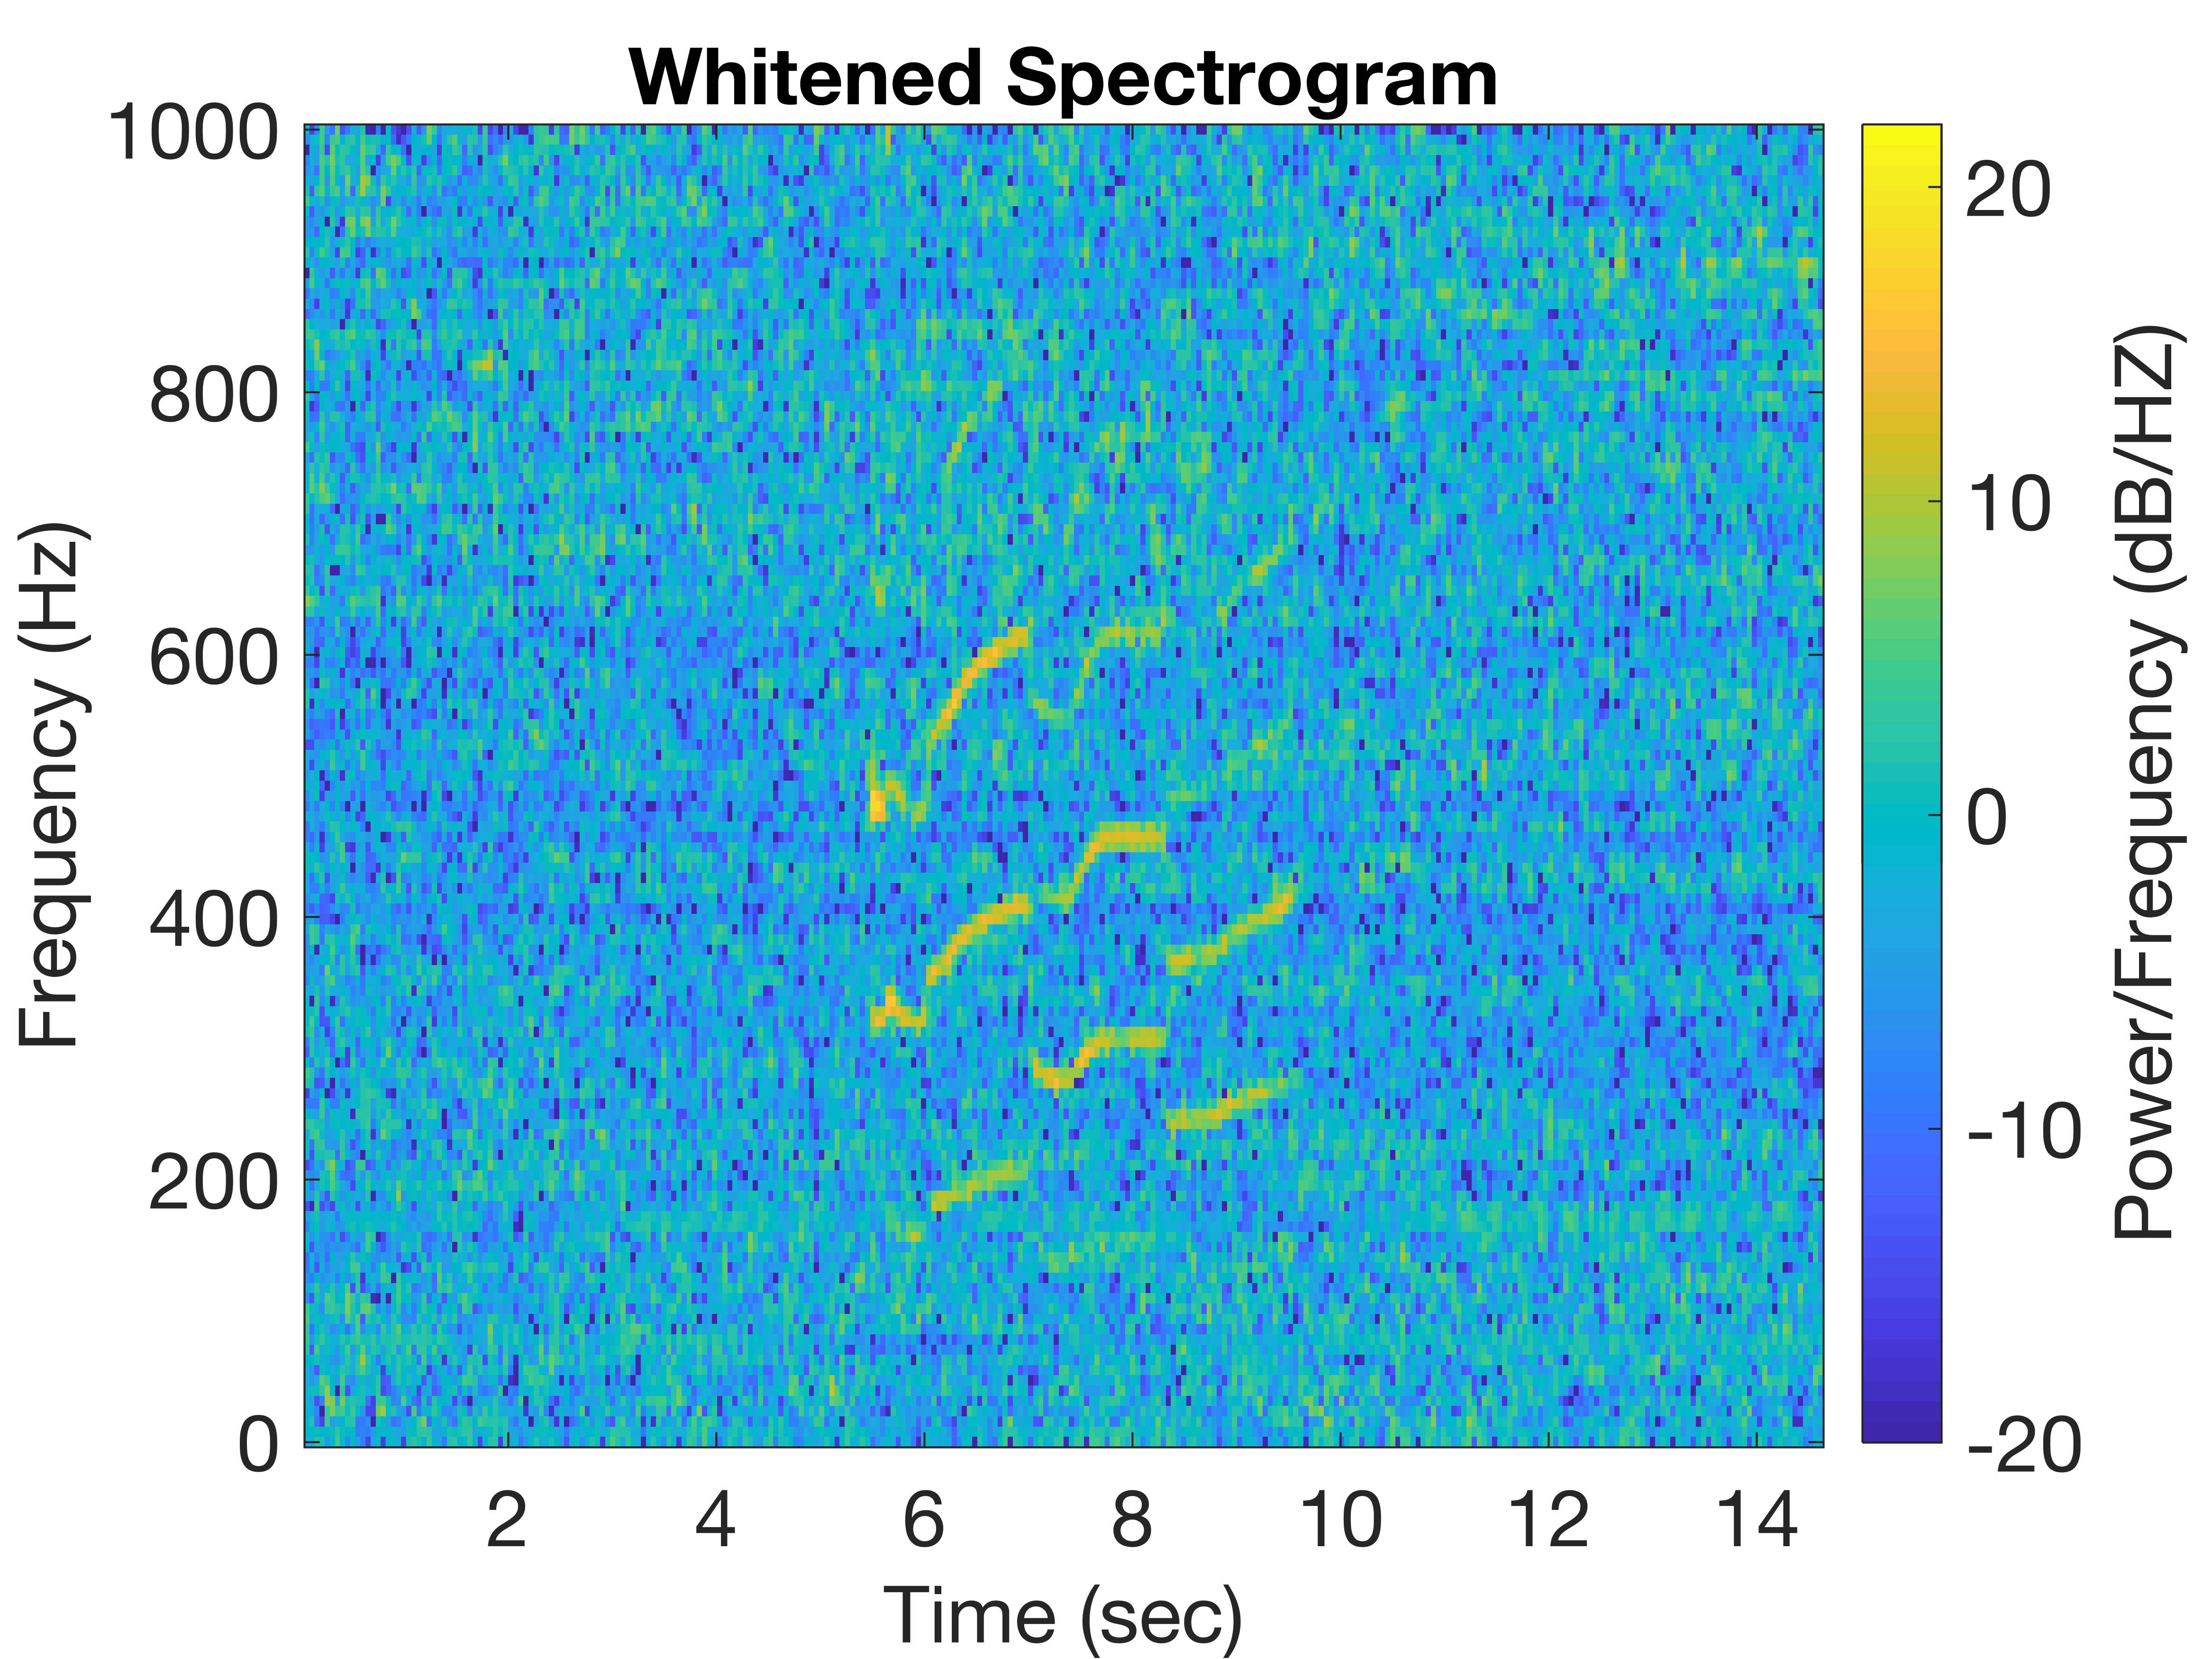 Whitened Spectrogram
1000
800
600
400
200
0
Frequency (Hz)
2 4 6 8 10 12 14
Time (sec)
20
10
0
-10
-20
Power/Frequency (dB/HZ)